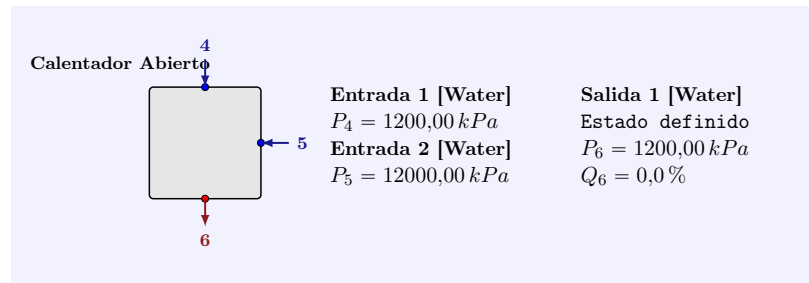 4
Calentador Abierto
5
6
Entrada 1 [Water]
P₄ = 1200,00 kPa
Entrada 2 [Water]
P₅ = 12000,00 kPa
Salida 1 [Water]
Estado definido
P₆ = 1200,00 kPa
Q₆ = 0,0 %